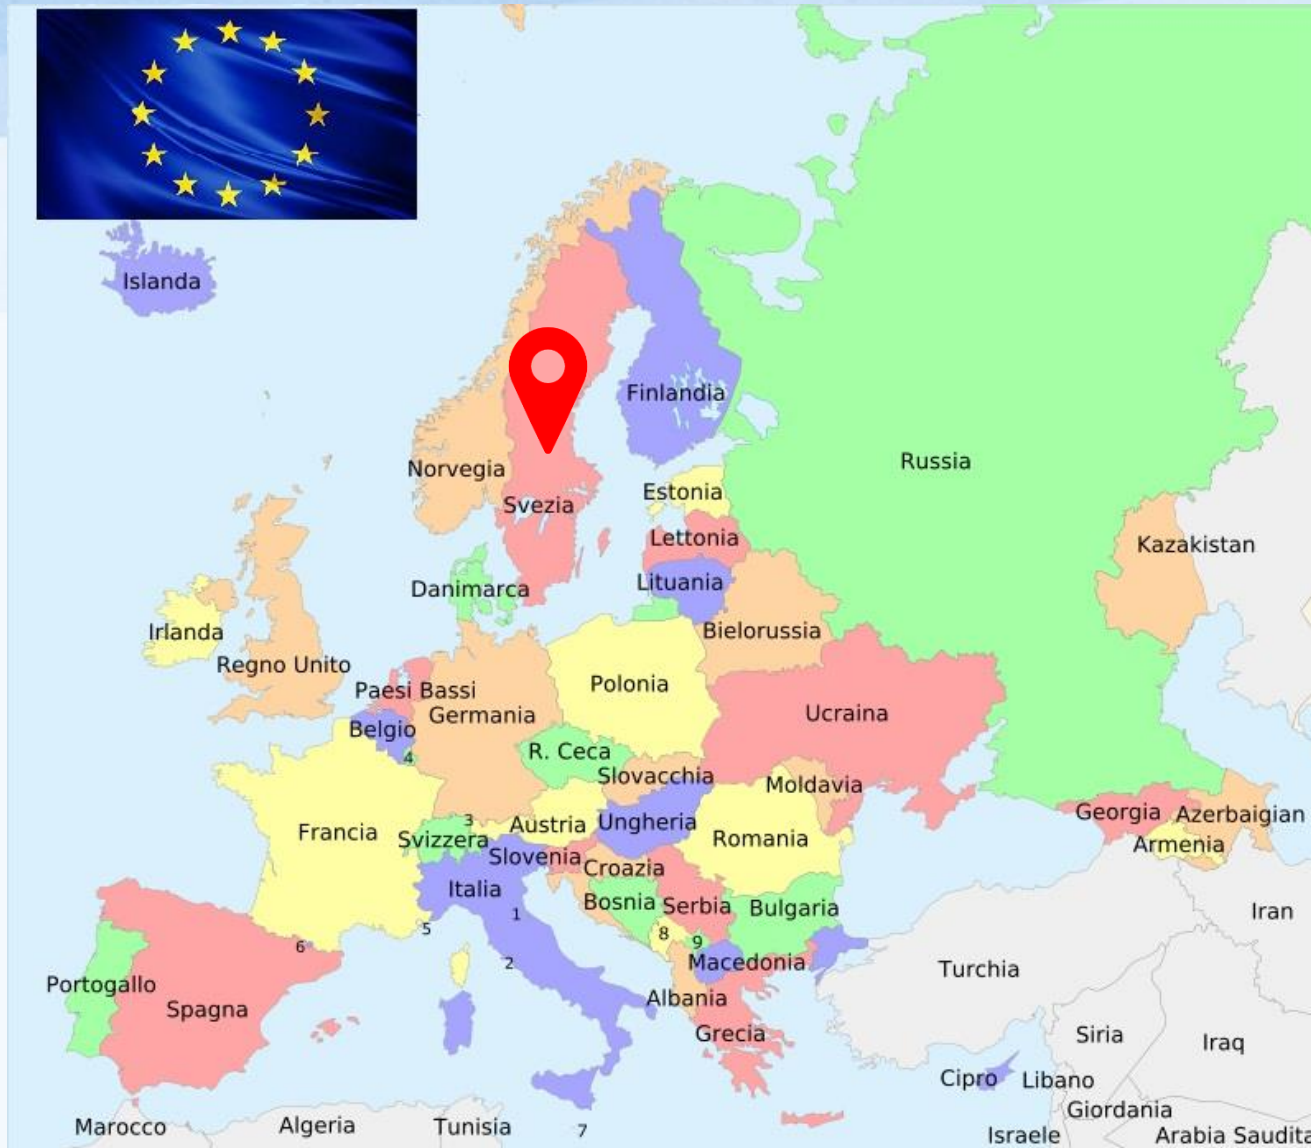 Islanda
Finlandia
Norvegia
Russia
Svezia
Estonia
Lettonia
Kazakistan
Lituania
Danimarca
Irlanda
Bielorussia
Regno Unito
Polonia
Paesi Bassi
Germania
Ucraina
Belgio
R. Ceca
4
Slovacchia
Moldavia
Georgia
Azerbaigian
3
Austria
Ungheria
Francia
Svizzera
Romania
Armenia
Slovenia
Croazia
Italia
Bosnia
Serbia
Bulgaria
1
Iran
5
8
9
6
2
Macedonia
Turchia
Portogallo
Albania
Spagna
Grecia
Siria
Iraq
Cipro
Libano
Giordania
Marocco
Algeria
Tunisia
7
Israele
Arabia Saudita